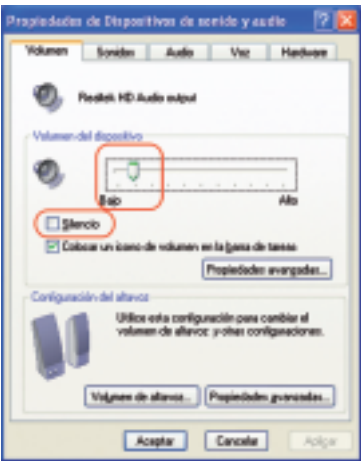 Propiedades de Dispositivos de sonido y audio
Volumen Sonidos Audio Voz Hardware
Realtek HD Audio output
Volumen del dispositivo
Bajo Alto
Silencio
Colocar un icono de volumen en la barra de tareas
Propiedades avanzadas...
Configuración del altavoz
Utilice esta configuración para cambiar el
volumen de altavoz y otras configuraciones.
Volumen de altavoz... Propiedades avanzadas...
Aceptar Cancelar Aplicar